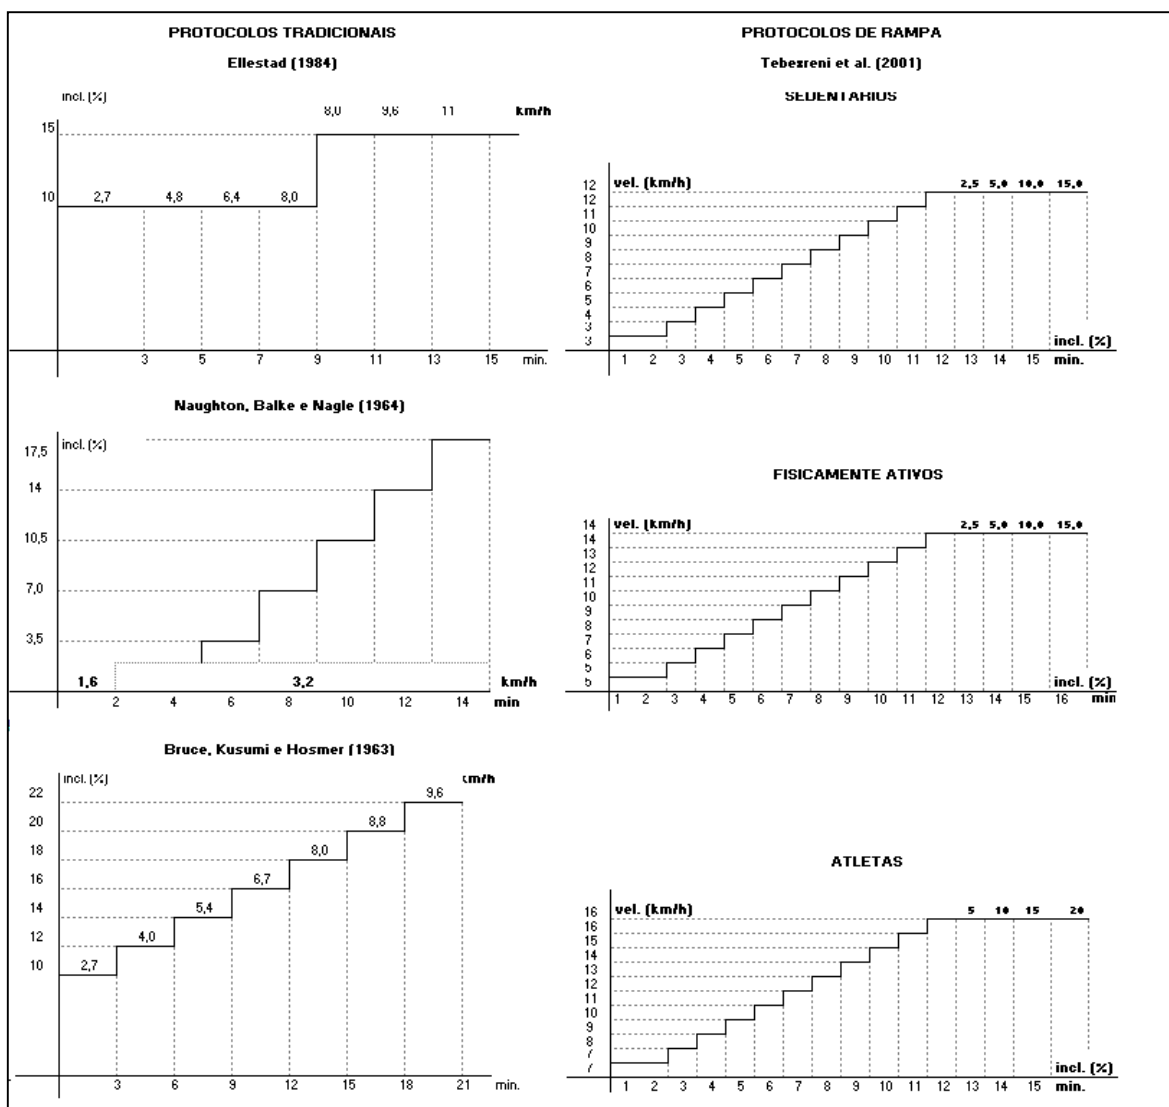 PROTOCOLOS TRADICIONAIS
Ellestad (1984)
incl. (%)
8,0 9,6 11 km/h
15
10 2,7 4,8 6,4 8,0
3 5 7 9 11 13 15 min.
Naughton, Balke e Nagle (1964)
incl. (%)
17,5
14
10,5
7,0
3,5
1,6 3,2 km/h
2 4 6 8 10 12 14 min
Bruce, Kusumi e Hosmer (1963)
incl. (%) km/h
22 9,6
20 8,8
18 8,0
16 6,7
14 5,4
12 4,0
10 2,7
3 6 9 12 15 18 21 min.
PROTOCOLOS DE RAMPA
Tebexreni et al. (2001)
SEDENTARIOS
12 vel. (km/h) 2,5 5,0 10,0 15,0
12
11
10
9
8
7
6
5
4
3
3 incl. (%)
1 2 3 4 5 6 7 8 9 10 11 12 13 14 15 min.
FISICAMENTE ATIVOS
14 vel. (km/h) 2,5 5,0 10,0 15,0
14
13
12
11
10
9
8
7
6
5
5 incl. (%)
1 2 3 4 5 6 7 8 9 10 11 12 13 14 15 16 min
ATLETAS
16 vel. (km/h) 5 10 15 20
16
15
14
13
12
11
10
9
8
7
7 incl. (%)
1 2 3 4 5 6 7 8 9 10 11 12 13 14 15 min.